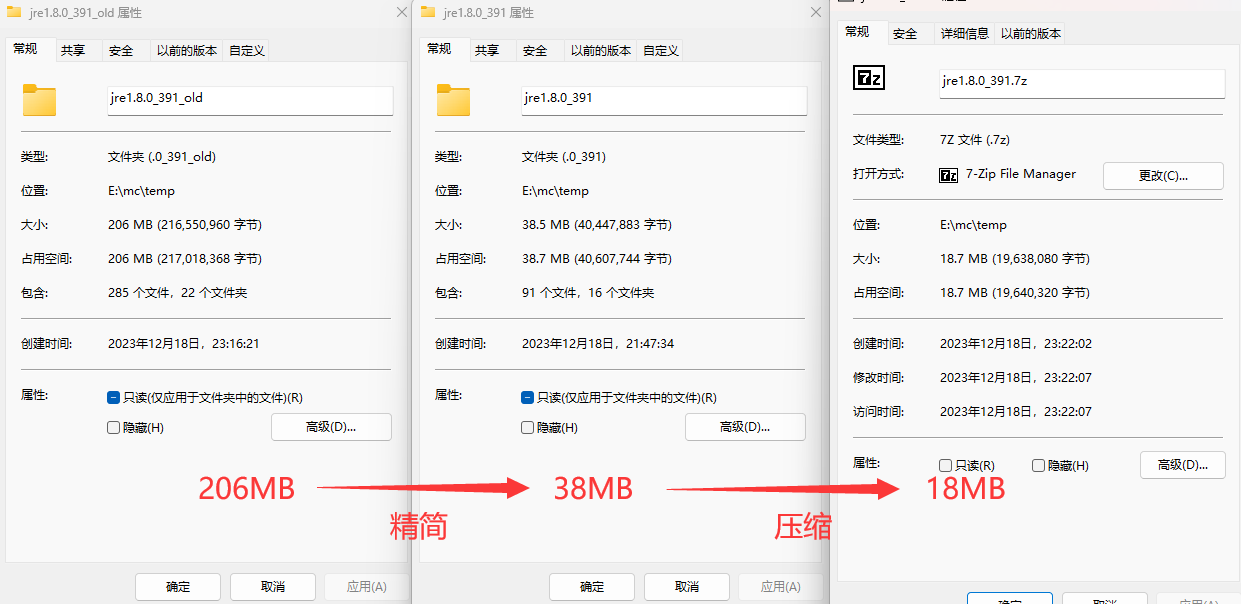 jre1.8.0_391_old 属性
常规 共享 安全 以前的版本 自定义
jre1.8.0_391_old
类型: 文件夹 (.0_391_old)
位置: E:\mc\temp
大小: 206 MB (216,550,960 字节)
占用空间: 206 MB (217,018,368 字节)
包含: 285 个文件，22 个文件夹
创建时间: 2023年12月18日，23:16:21
属性: 只读(仅应用于文件夹中的文件)(R)
隐藏(H) 高级(D)...
确定 取消 应用(A)
jre1.8.0_391 属性
常规 共享 安全 以前的版本 自定义
jre1.8.0_391
类型: 文件夹 (.0_391)
位置: E:\mc\temp
大小: 38.5 MB (40,447,883 字节)
占用空间: 38.7 MB (40,607,744 字节)
包含: 91 个文件，16 个文件夹
创建时间: 2023年12月18日，21:47:34
属性: 只读(仅应用于文件夹中的文件)(R)
隐藏(H) 高级(D)...
确定 取消 应用(A)
常规 安全 详细信息 以前的版本
7z
jre1.8.0_391.7z
文件类型: 7Z 文件 (.7z)
打开方式: 7z 7-Zip File Manager 更改(C)...
位置: E:\mc\temp
大小: 18.7 MB (19,638,080 字节)
占用空间: 18.7 MB (19,640,320 字节)
创建时间: 2023年12月18日，23:22:02
修改时间: 2023年12月18日，23:22:07
访问时间: 2023年12月18日，23:22:07
属性: 只读(R) 隐藏(H) 高级(D)...
确定 取消 应用(A)
206MB 38MB 18MB
精简 压缩